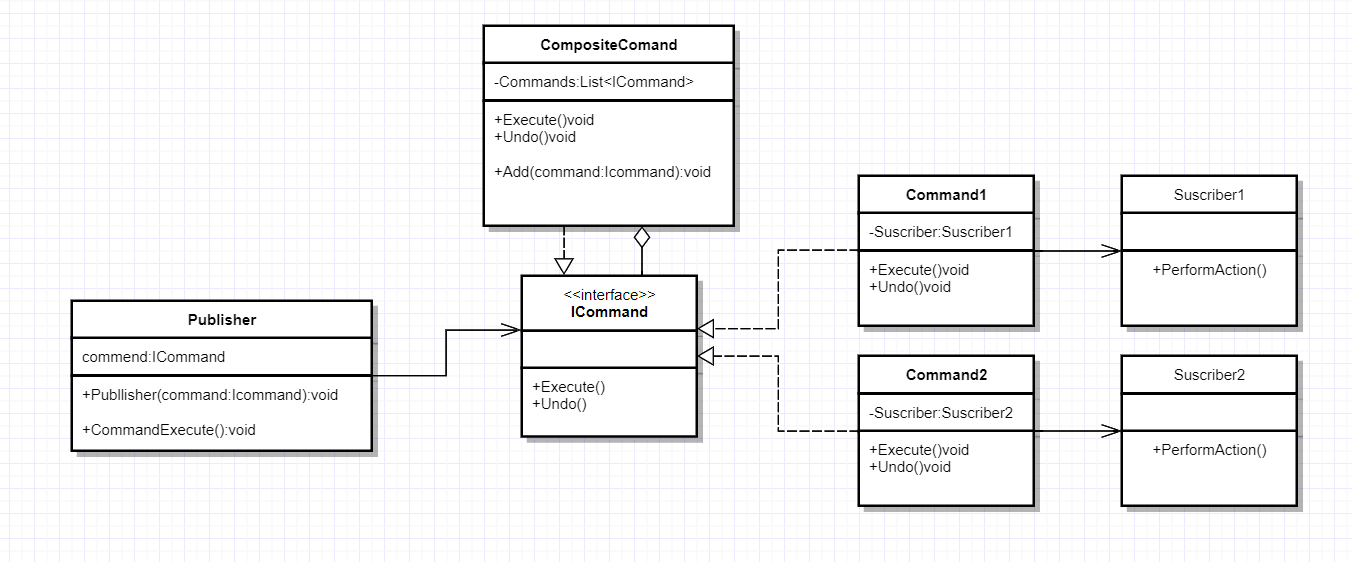 CompositeComand
-Commands:List<ICommand>
+Execute()void
+Undo()void
+Add(command:Icommand):void
<<interface>>
ICommand
+Execute()
+Undo()
Publisher
commend:ICommand
+Publlisher(command:Icommand):void
+CommandExecute():void
Command1
-Suscriber:Suscriber1
+Execute()void
+Undo()void
Suscriber1
+PerformAction()
Command2
-Suscriber:Suscriber2
+Execute()void
+Undo()void
Suscriber2
+PerformAction()